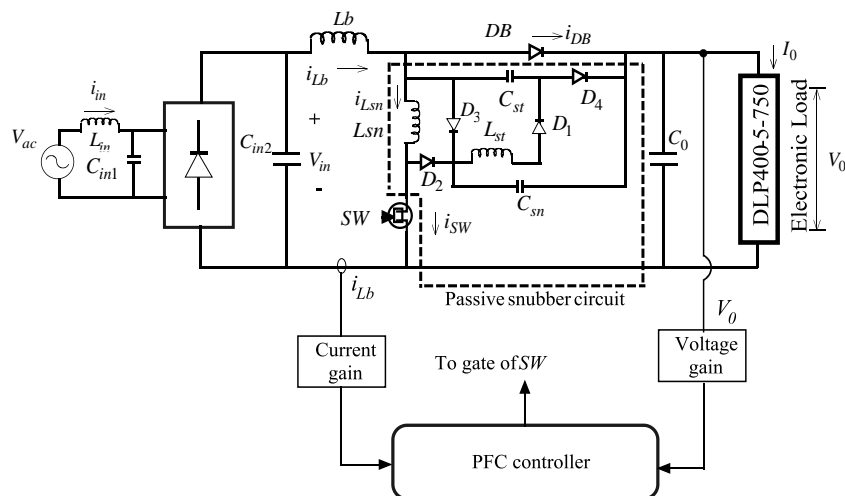 Lb
DB
iDB
I0
iLb
iin
Vac
Lin
Cin1
Cin2
+
Vin
-
iLsn
Lsn
D3
Cst
D4
Lst
D1
D2
Csn
C0
DLP400-5-750
Electronic Load
V0
SW
iSW
Passive snubber circuit
iLb
V0
Current
gain
To gate of SW
Voltage
gain
PFC controller